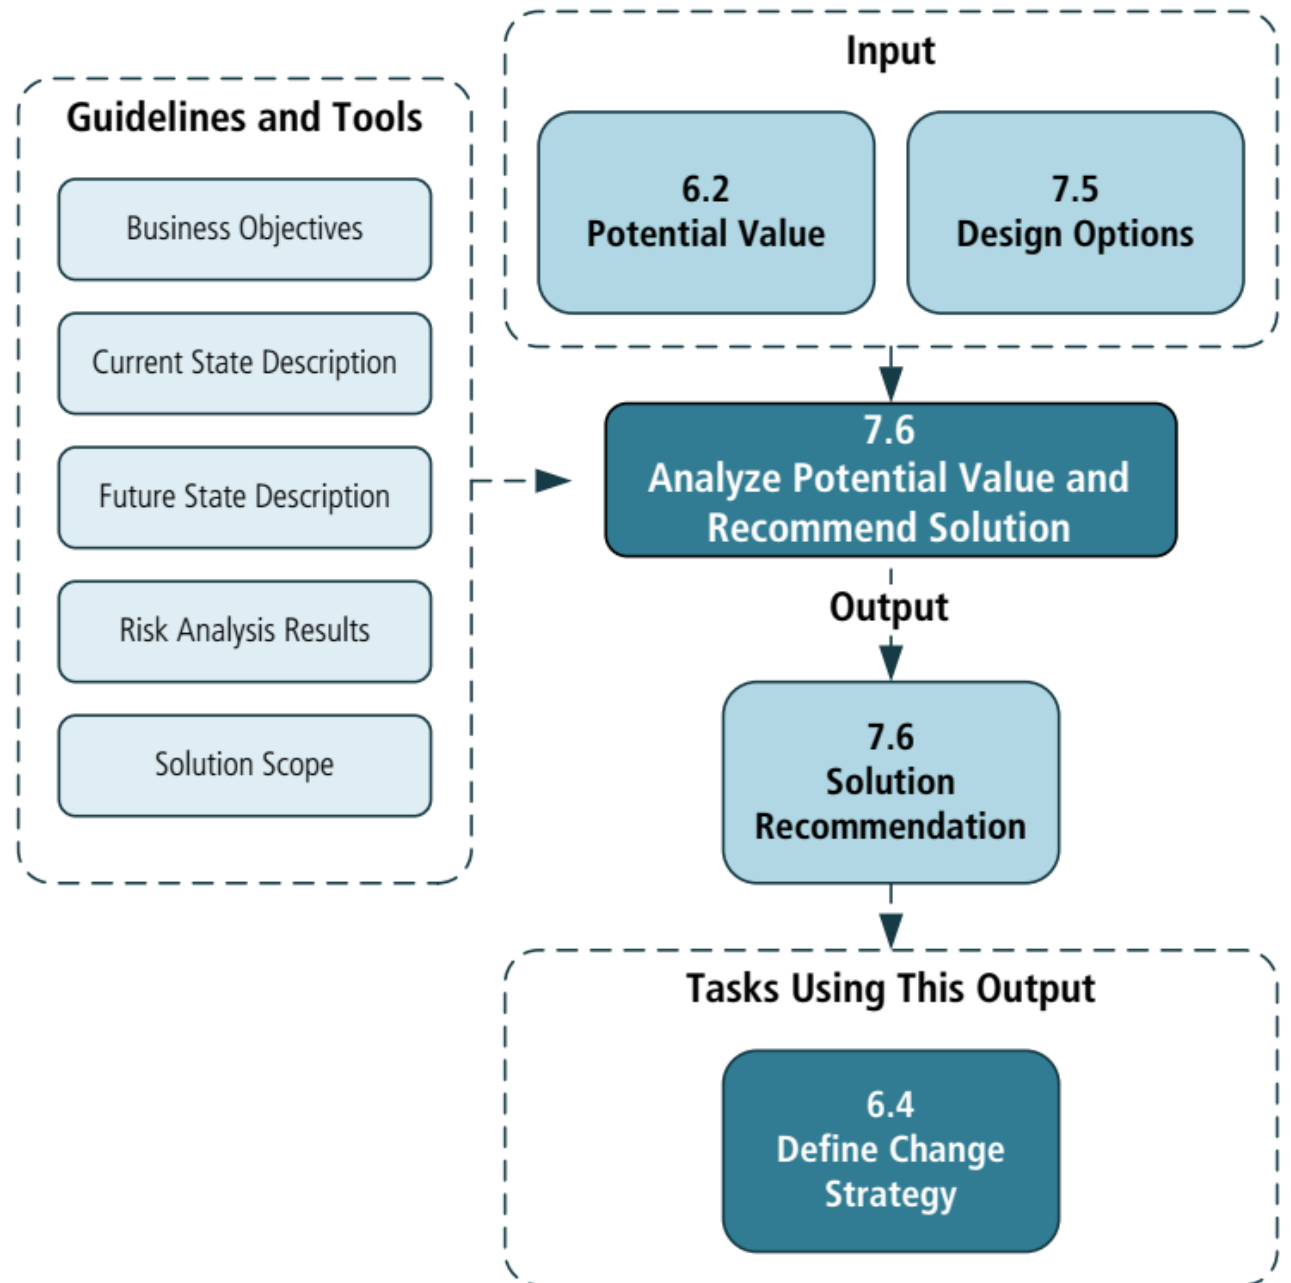 Guidelines and Tools
Business Objectives
Current State Description
Future State Description
Risk Analysis Results
Solution Scope
Input
6.2
Potential Value
7.5
Design Options
7.6
Analyze Potential Value and
Recommend Solution
Output
7.6
Solution
Recommendation
Tasks Using This Output
6.4
Define Change
Strategy